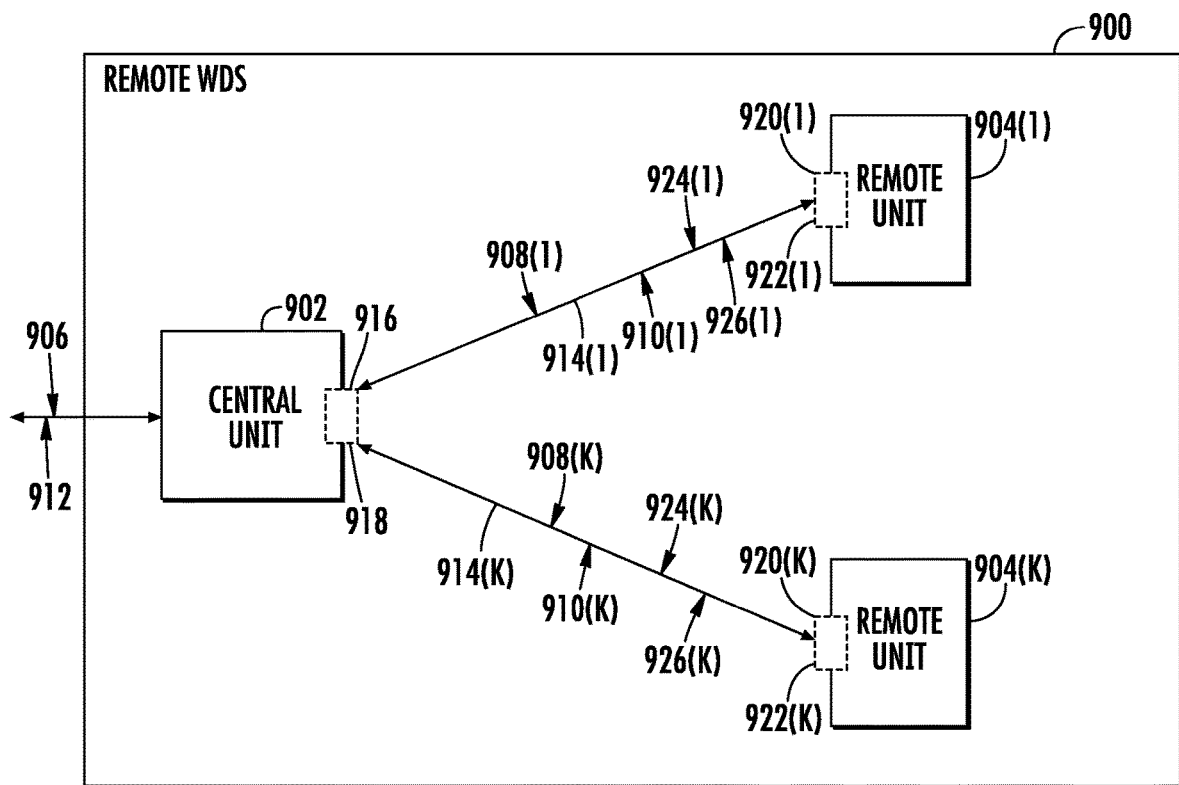 900
REMOTE WDS
920(1)
904(1)
924(1)
REMOTE
UNIT
908(1)
922(1)
902
916
926(1)
910(1)
906
914(1)
CENTRAL
UNIT
908(K)
912
918
924(K)
920(K)
904(K)
914(K)
910(K)
REMOTE
UNIT
926(K)
922(K)